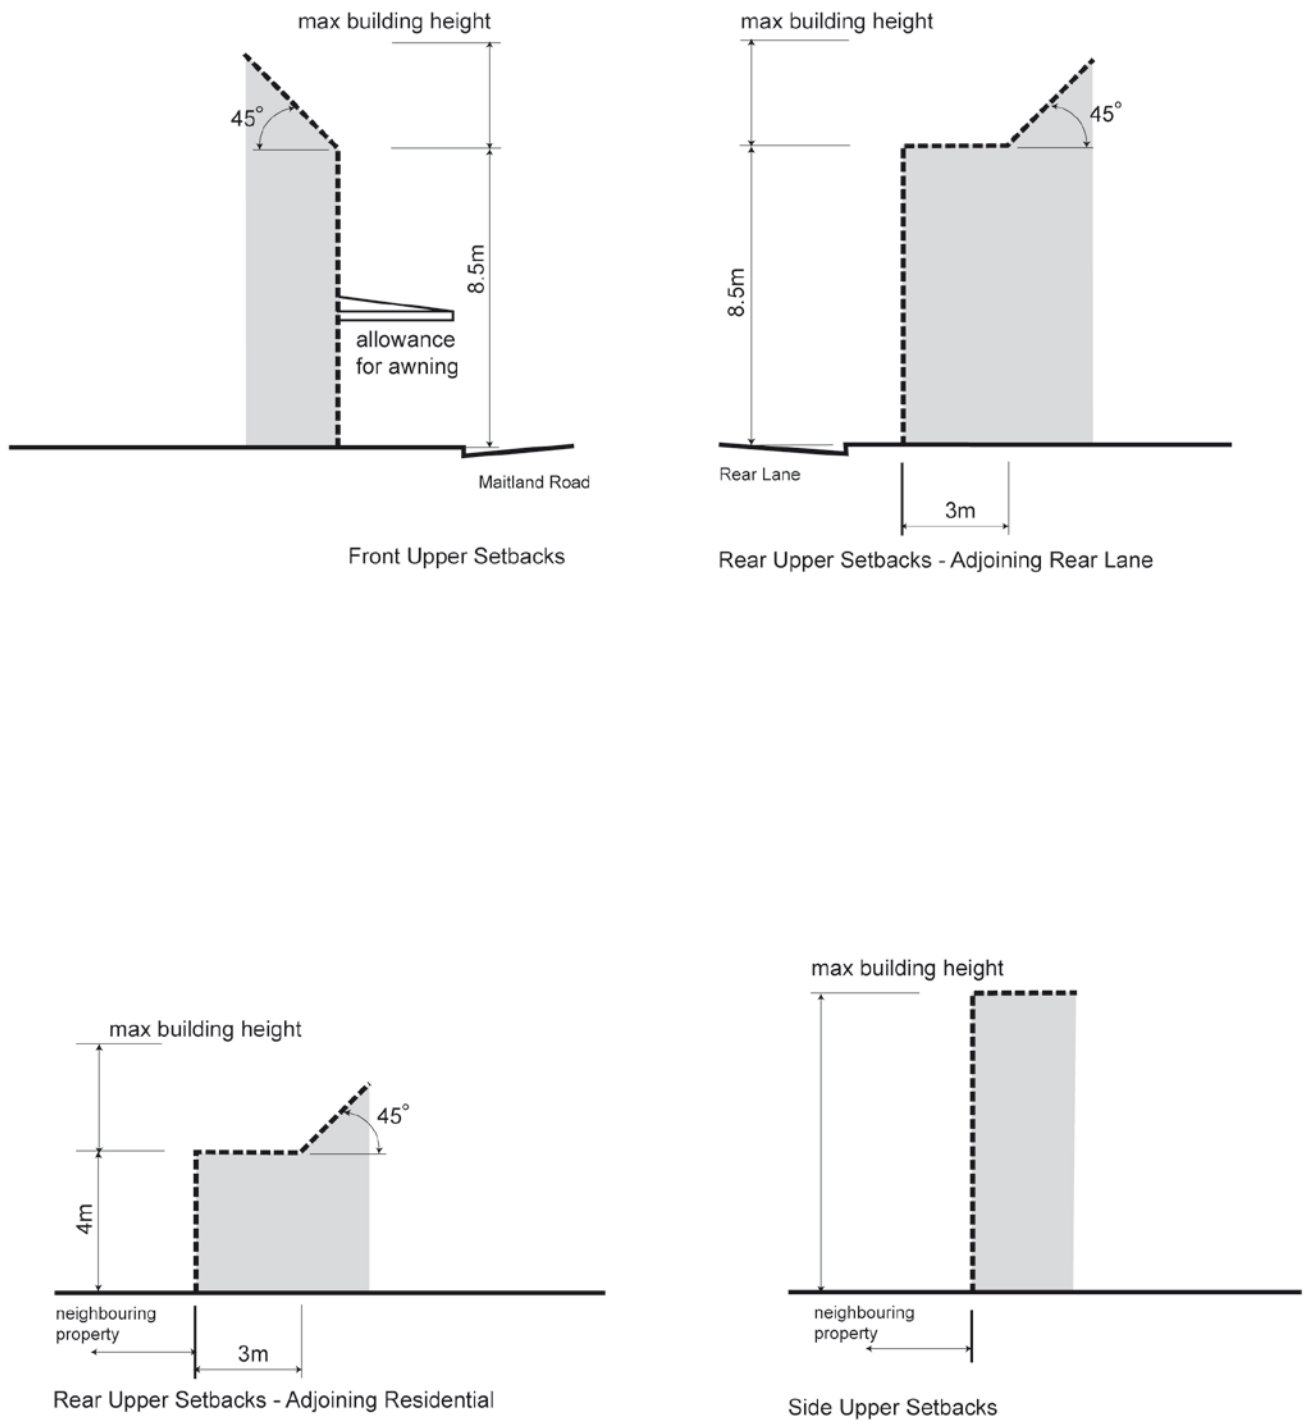 max building height
45°
8.5m
allowance
for awning
Maitland Road
Front Upper Setbacks
max building height
45°
8.5m
Rear Lane
3m
Rear Upper Setbacks - Adjoining Rear Lane
max building height
45°
4m
neighbouring
property
3m
Rear Upper Setbacks - Adjoining Residential
max building height
neighbouring
property
Side Upper Setbacks